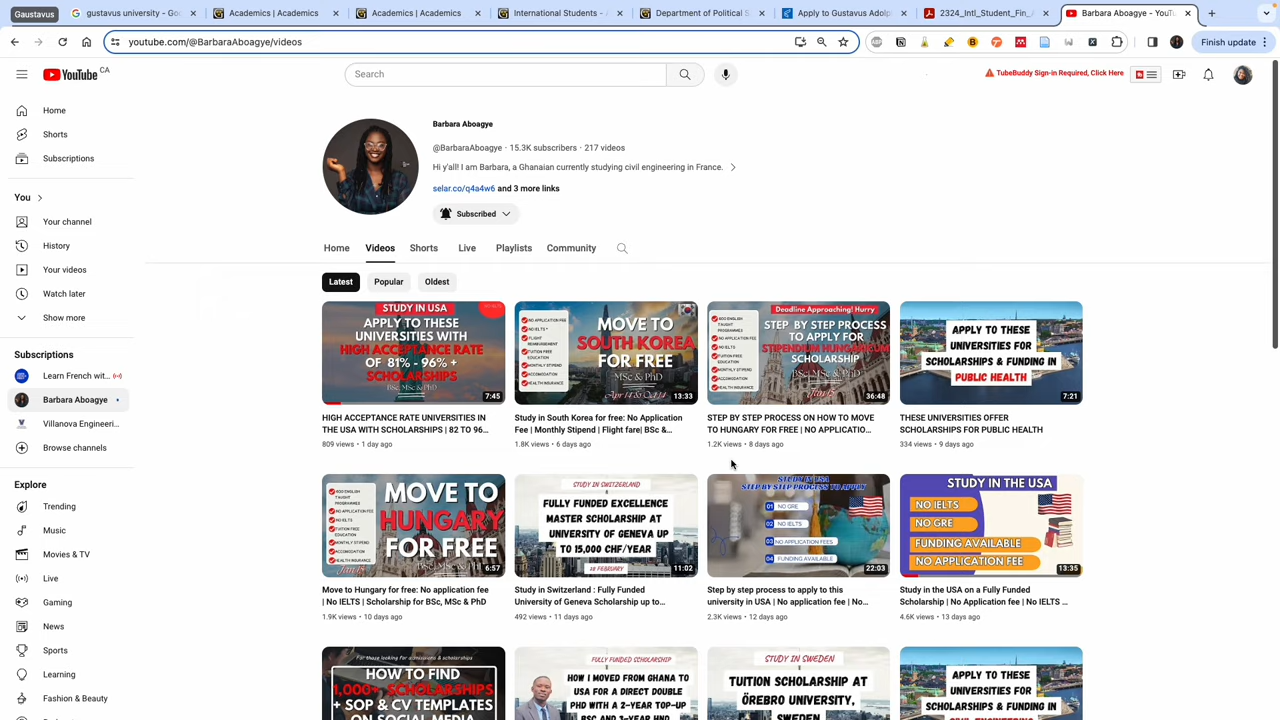 Gaustavus
gustavus university - Go
Academics | Academics
Academics | Academics
International Students - A
Department of Political S
Apply to Gustavus Adolp
2324_Intl_Student_Fin_A
Barbara Aboagye - YouTu
youtube.com/@BarbaraAboagye/videos
Finish update
YouTube CA
Search
TubeBuddy Sign-in Required, Click Here
Home
Shorts
Subscriptions
You
Your channel
History
Your videos
Watch later
Show more
Subscriptions
Learn French wit...
Barbara Aboagye
Villanova Engineeri...
Browse channels
Explore
Trending
Music
Movies & TV
Live
Gaming
News
Sports
Learning
Fashion & Beauty
Barbara Aboagye
@BarbaraAboagye · 15.3K subscribers · 217 videos
Hi y'all! I am Barbara, a Ghanaian currently studying civil engineering in France.
selar.co/q4a4w6 and 3 more links
Subscribed
Home Videos Shorts Live Playlists Community
Latest Popular Oldest
STUDY IN USA
APPLY TO THESE
UNIVERSITIES WITH
HIGH ACCEPTANCE RATE
OF 81% - 96% +
SCHOLARSHIPS
BSc, MSc & PhD
7:45
HIGH ACCEPTANCE RATE UNIVERSITIES IN
THE USA WITH SCHOLARSHIPS | 82 TO 96...
809 views · 1 day ago
NO APPLICATION FEE
NO IELTS*
FLIGHT
REIMBURSEMENT
TUITION FREE
EDUCATION
MONTHLY STIPEND
ACCOMODATION
HEALTH INSURANCE
MOVE TO
SOUTH KOREA
FOR FREE
MSc & PhD
13:33
Study in South Korea for free: No Application
Fee | Monthly Stipend | Flight fare| BSc &...
1.8K views · 6 days ago
Deadline Approaching! Hurry
600 ENGLISH
TAUGHT
PROGRAMMES
NO APPLICATION FEE
NO IELTS
TUITION FREE
EDUCATION
MONTHLY STIPEND
ACCOMODATION
HEALTH INSURANCE
STEP BY STEP PROCESS
TO APPLY FOR
STIPENDIUM HUNGARICUM
SCHOLARSHIP
BSc, MSc & PhD
Jan 15
36:48
STEP BY STEP PROCESS ON HOW TO MOVE
TO HUNGARY FOR FREE | NO APPLICATIO...
1.2K views · 8 days ago
APPLY TO THESE
UNIVERSITIES FOR
SCHOLARSHIPS & FUNDING IN
PUBLIC HEALTH
7:21
THESE UNIVERSITIES OFFER
SCHOLARSHIPS FOR PUBLIC HEALTH
334 views · 9 days ago
600 ENGLISH
TAUGHT
PROGRAMMES
NO APPLICATION FEE
NO IELTS
TUITION FREE
EDUCATION
MONTHLY STIPEND
ACCOMODATION
HEALTH INSURANCE
MOVE TO
HUNGARY
FOR FREE
BSc, MSc & PhD
6:57
Move to Hungary for free: No application fee
| No IELTS | Scholarship for BSc, MSc & PhD
1.9K views · 10 days ago
STUDY IN SWITZERLAND
FULLY FUNDED EXCELLENCE
MASTER SCHOLARSHIP AT
UNIVERSITY OF GENEVA UP
TO 15,000 CHF/YEAR
28 FEBRUARY
11:02
Study in Switzerland : Fully Funded
University of Geneva Scholarship up to...
492 views · 11 days ago
STUDY IN USA
STEP BY STEP PROCESS TO APPLY
01 NO GRE
02 NO IELTS
03 NO APPLICATION FEES
04 FUNDING AVAILABLE
22:03
Step by step process to apply to this
university in USA | No application fee | No...
2.3K views · 12 days ago
STUDY IN THE USA
NO IELTS
NO GRE
FUNDING AVAILABLE
NO APPLICATION FEE
13:35
Study in the USA on a Fully Funded
Scholarship | No Application fee | No IELTS ...
4.6K views · 13 days ago
For those looking for admissions & scholarships
HOW TO FIND
1,000+ SCHOLARSHIPS
+ SOP & CV TEMPLATES
ON SOCIAL MEDIA
FULLY FUNDED SCHOLARSHIP
HOW I MOVED FROM GHANA TO
USA FOR A DIRECT DOUBLE
PHD WITH A 2-YEAR TOP-UP
BSC AND 3-YEAR HND
STUDY IN SWEDEN
TUITION SCHOLARSHIP AT
ÖREBRO UNIVERSITY,
SWEDEN
APPLY TO THESE
UNIVERSITIES FOR
SCHOLARSHIPS & FUNDING IN